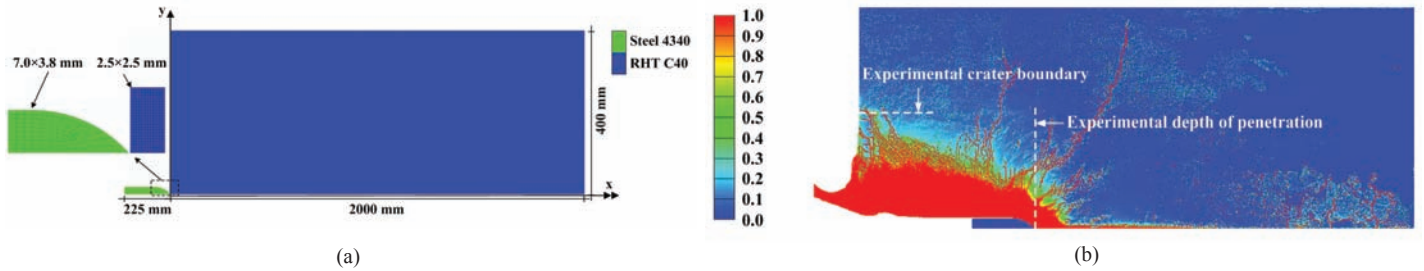 y
7.0×3.8 mm
2.5×2.5 mm
Steel 4340
RHT C40
400 mm
x
225 mm
2000 mm
(a)
1.0
0.9
0.8
0.7
0.6
0.5
0.4
0.3
0.2
0.1
0.0
Experimental crater boundary
Experimental depth of penetration
(b)